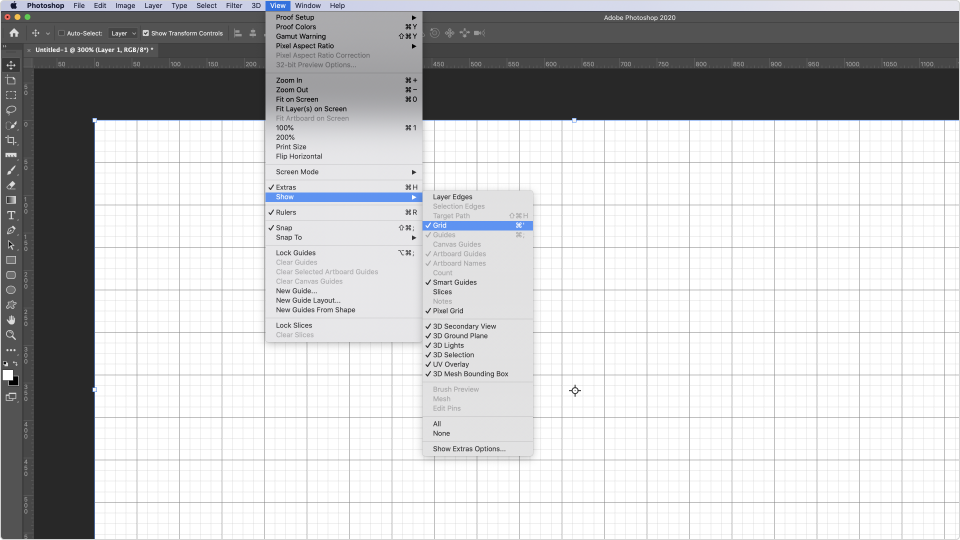 Photoshop File Edit Image Layer Type Select Filter 3D View Window Help
Adobe Photoshop 2020
Auto-Select: Layer Show Transform Controls
Untitled-1 @ 300% (Layer 1, RGB/8*) *
50 0 50 100 150 200 450 500 550 600 650 700 750 800 850 900 950 1000 1050 1100
Proof Setup
Proof Colors ⌘Y
Gamut Warning ⇧⌘Y
Pixel Aspect Ratio
Pixel Aspect Ratio Correction
32-bit Preview Options...
Zoom In ⌘+
Zoom Out ⌘−
Fit on Screen ⌘0
Fit Layer(s) on Screen
Fit Artboard on Screen
100% ⌘1
200%
Print Size
Flip Horizontal
Screen Mode
Extras ⌘H
Show
Rulers ⌘R
Snap ⇧⌘;
Snap To
Lock Guides ⌥⌘;
Clear Guides
Clear Selected Artboard Guides
Clear Canvas Guides
New Guide...
New Guide Layout...
New Guides From Shape
Lock Slices
Clear Slices
Layer Edges
Selection Edges
Target Path ⇧⌘H
Grid ⌘'
Guides ⌘;
Canvas Guides
Artboard Guides
Artboard Names
Count
Smart Guides
Slices
Notes
Pixel Grid
3D Secondary View
3D Ground Plane
3D Lights
3D Selection
UV Overlay
3D Mesh Bounding Box
Brush Preview
Mesh
Edit Pins
All
None
Show Extras Options...